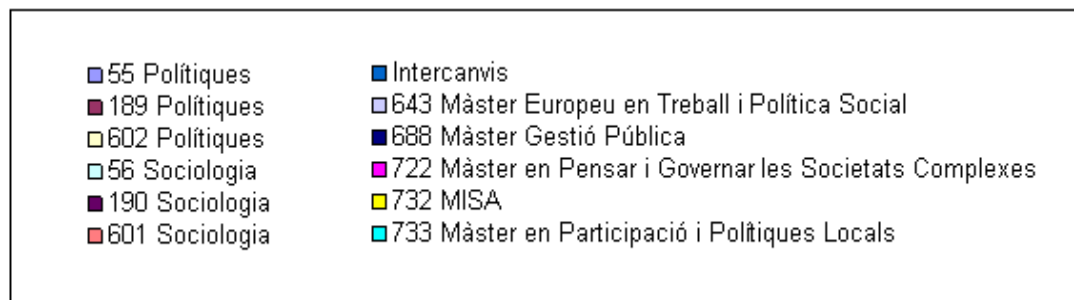 55 Polítiques
189 Polítiques
602 Polítiques
56 Sociologia
190 Sociologia
601 Sociologia
Intercanvis
643 Màster Europeu en Treball i Política Social
688 Màster Gestió Pública
722 Màster en Pensar i Governar les Societats Complexes
732 MISA
733 Màster en Participació i Polítiques Locals